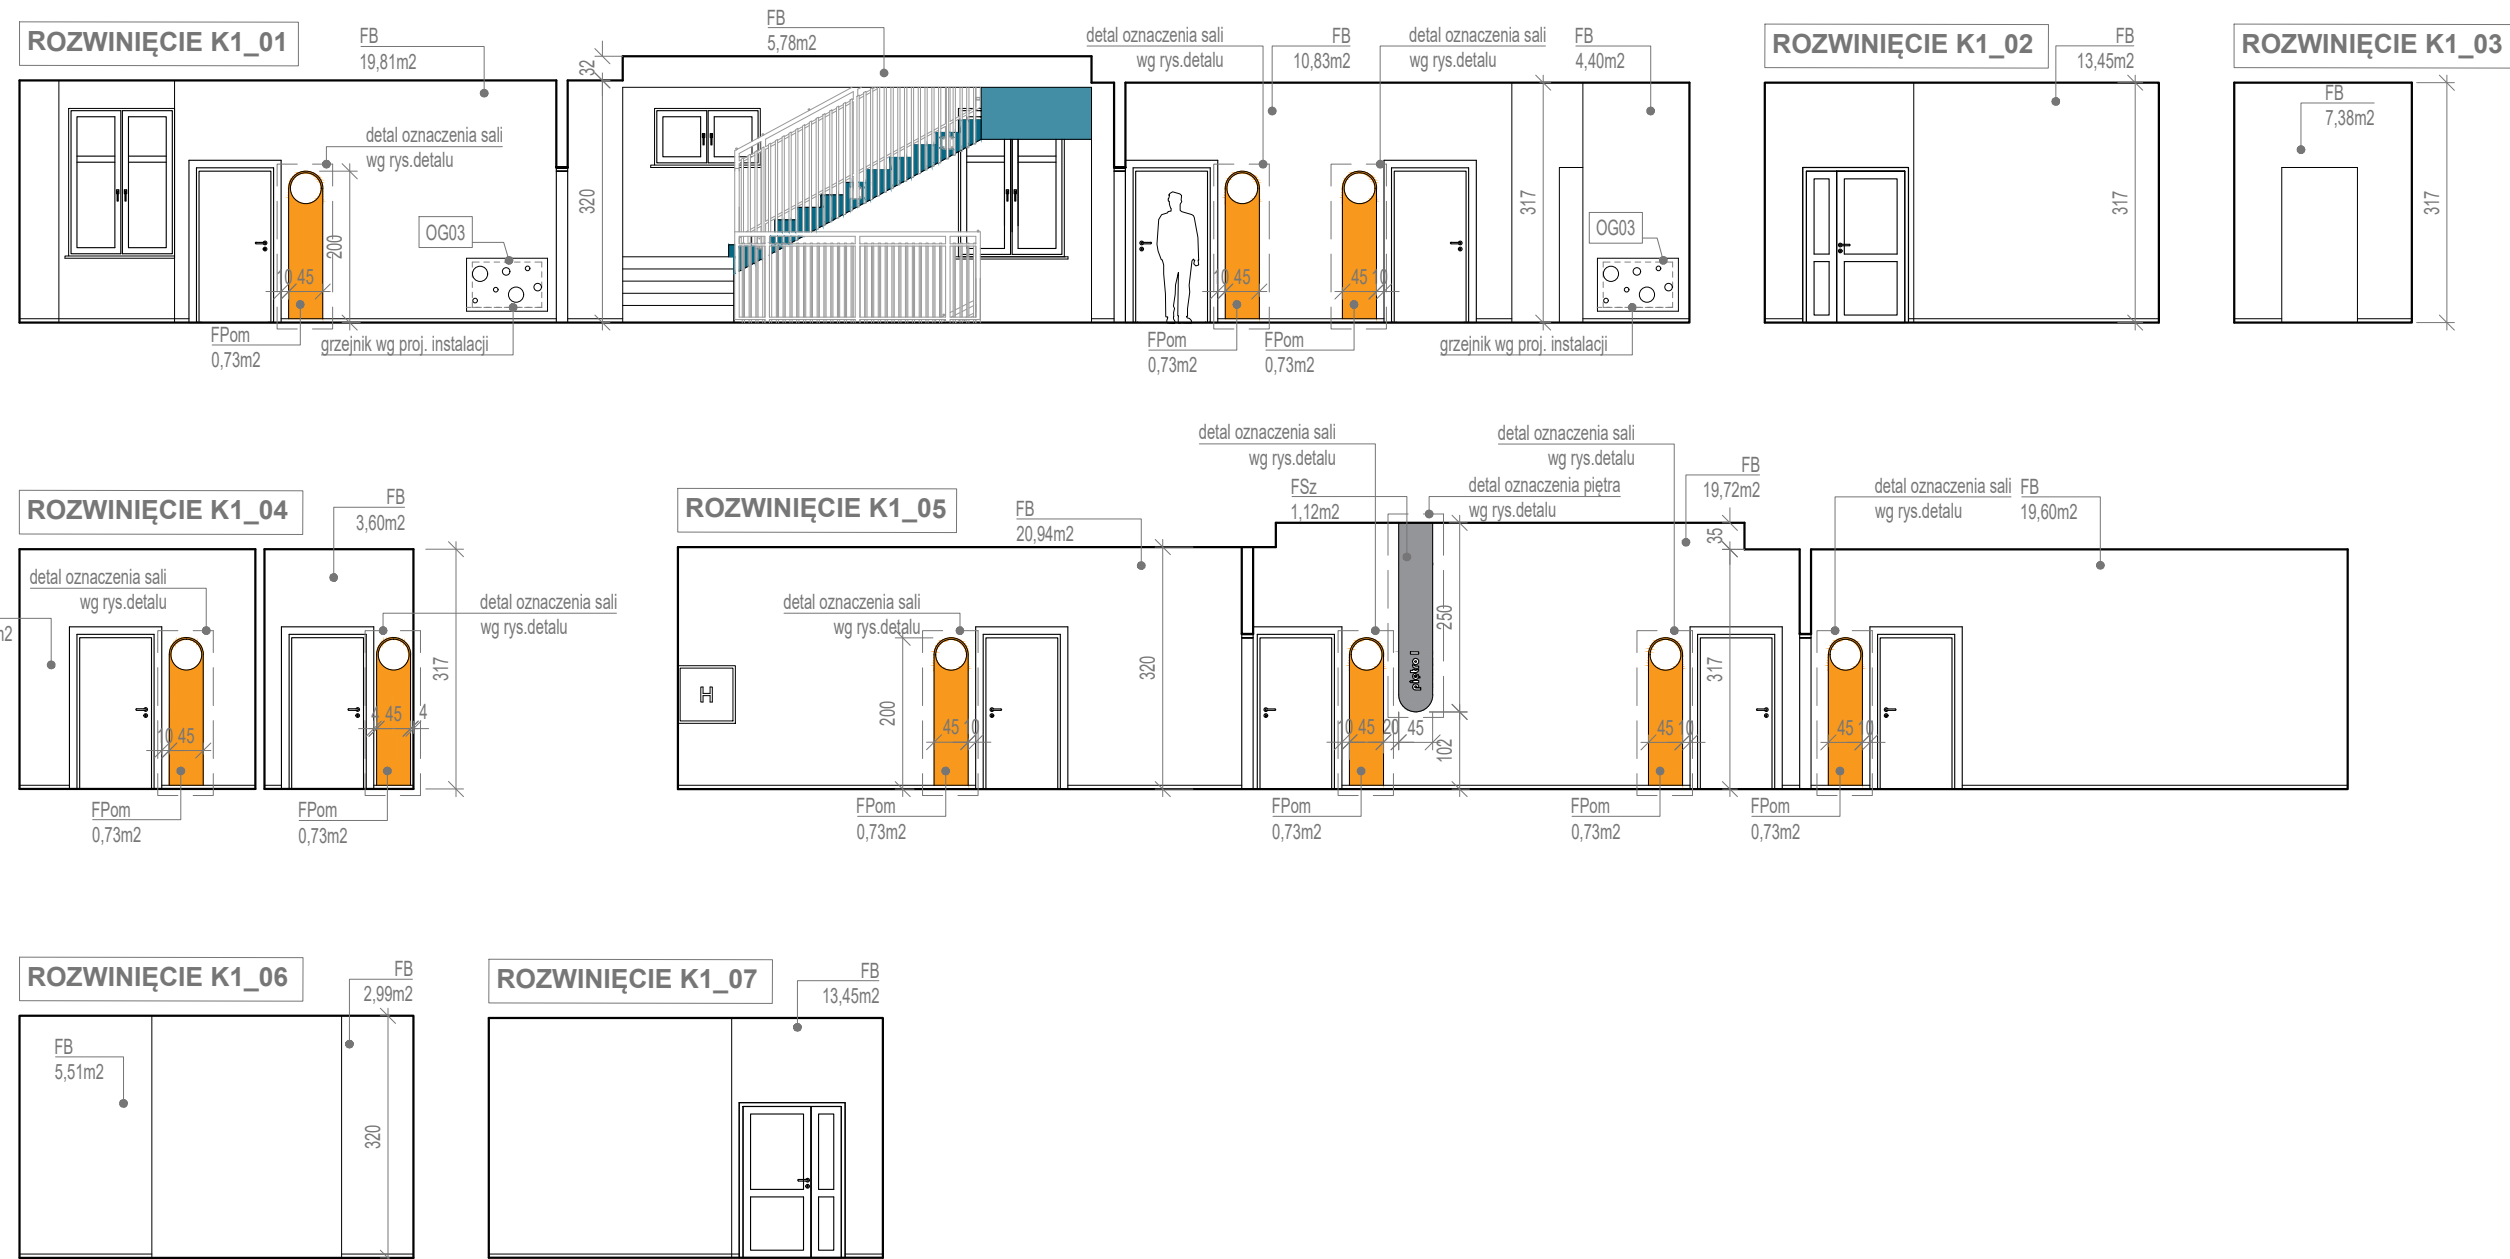 ROZWINIĘCIE K1_01
FB
19,81m2
detal oznaczenia sali
wg rys.detalu
OG03
200
10 45
FPom
0,73m2
grzejnik wg proj. instalacji
32
320
FB
5,78m2
detal oznaczenia sali
wg rys.detalu
FB
10,83m2
detal oznaczenia sali
wg rys.detalu
FB
4,40m2
317
OG03
10 45
45 10
FPom
0,73m2
FPom
0,73m2
grzejnik wg proj. instalacji
ROZWINIĘCIE K1_02
FB
13,45m2
317
ROZWINIĘCIE K1_03
FB
7,38m2
317
ROZWINIĘCIE K1_04
FB
3,60m2
detal oznaczenia sali
wg rys.detalu
m2
detal oznaczenia sali
wg rys.detalu
317
10 45
4 45 4
FPom
0,73m2
FPom
0,73m2
ROZWINIĘCIE K1_05
FB
20,94m2
detal oznaczenia sali
wg rys.detalu
H
200
45 10
320
FPom
0,73m2
detal oznaczenia sali
wg rys.detalu
FSz
1,12m2
detal oznaczenia piętra
wg rys.detalu
detal oznaczenia sali
wg rys.detalu
FB
19,72m2
35
detal oznaczenia sali
wg rys.detalu
FB
19,60m2
piętro I
250
102
317
10 45 20 45
45 10
45 10
FPom
0,73m2
FPom
0,73m2
FPom
0,73m2
ROZWINIĘCIE K1_06
FB
2,99m2
FB
5,51m2
320
ROZWINIĘCIE K1_07
FB
13,45m2